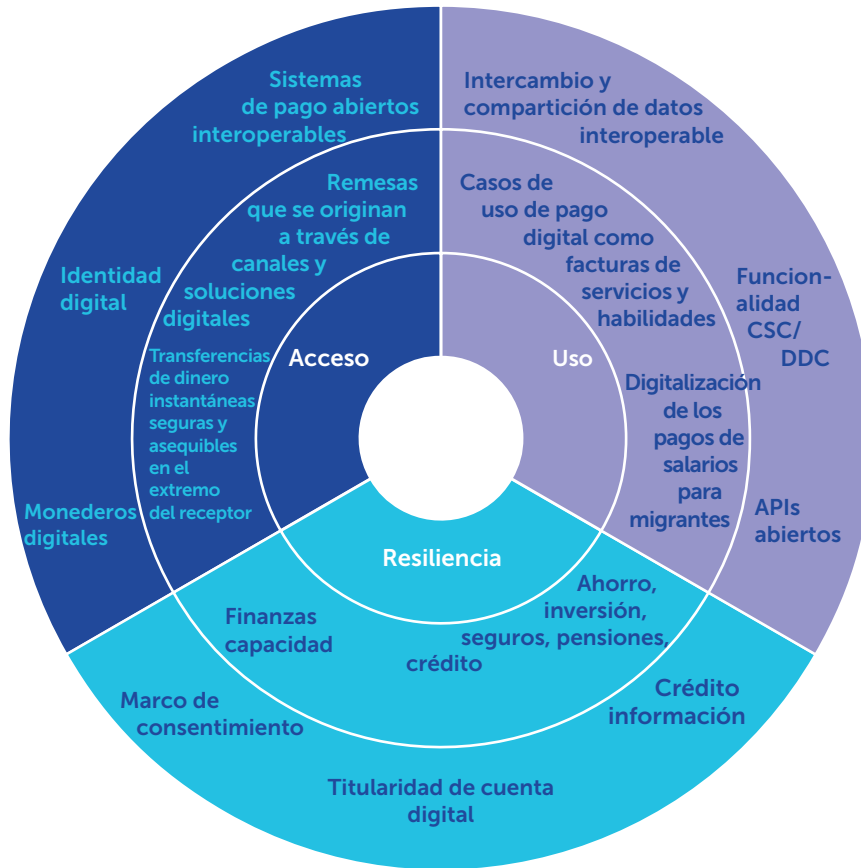 Sistemas
de pago abiertos
interoperables
Remesas
que se originan
a través de
canales y
soluciones
digitales
Identidad
digital
Transferencias
de dinero
instantáneas
seguras y
asequibles
en el
extremo
del receptor
Monederos
digitales
Acceso
Intercambio y
compartición de datos
interoperable
Casos de
uso de pago
digital como
facturas de
servicios y
habilidades
Funcion-
alidad
CSC/
DDC
Uso
Digitalización
de los
pagos de
salarios
para
migrantes
APIs
abiertos
Resiliencia
Finanzas
capacidad
Ahorro,
inversión,
seguros, pensiones,
crédito
Marco de
consentimiento
Crédito
información
Titularidad de cuenta
digital